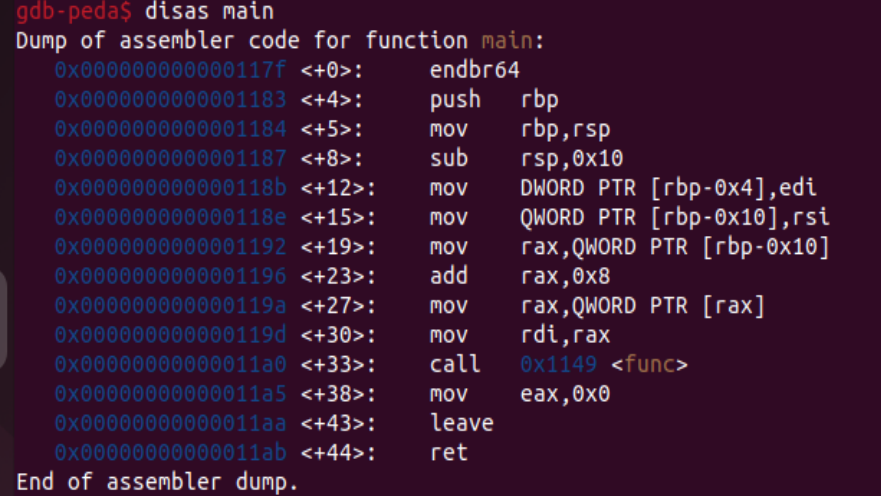 gdb-peda$ disas main
Dump of assembler code for function main:
   0x000000000000117f <+0>:     endbr64
   0x0000000000001183 <+4>:     push   rbp
   0x0000000000001184 <+5>:     mov    rbp,rsp
   0x0000000000001187 <+8>:     sub    rsp,0x10
   0x000000000000118b <+12>:    mov    DWORD PTR [rbp-0x4],edi
   0x000000000000118e <+15>:    mov    QWORD PTR [rbp-0x10],rsi
   0x0000000000001192 <+19>:    mov    rax,QWORD PTR [rbp-0x10]
   0x0000000000001196 <+23>:    add    rax,0x8
   0x000000000000119a <+27>:    mov    rax,QWORD PTR [rax]
   0x000000000000119d <+30>:    mov    rdi,rax
   0x00000000000011a0 <+33>:    call   0x1149 <func>
   0x00000000000011a5 <+38>:    mov    eax,0x0
   0x00000000000011aa <+43>:    leave
   0x00000000000011ab <+44>:    ret
End of assembler dump.